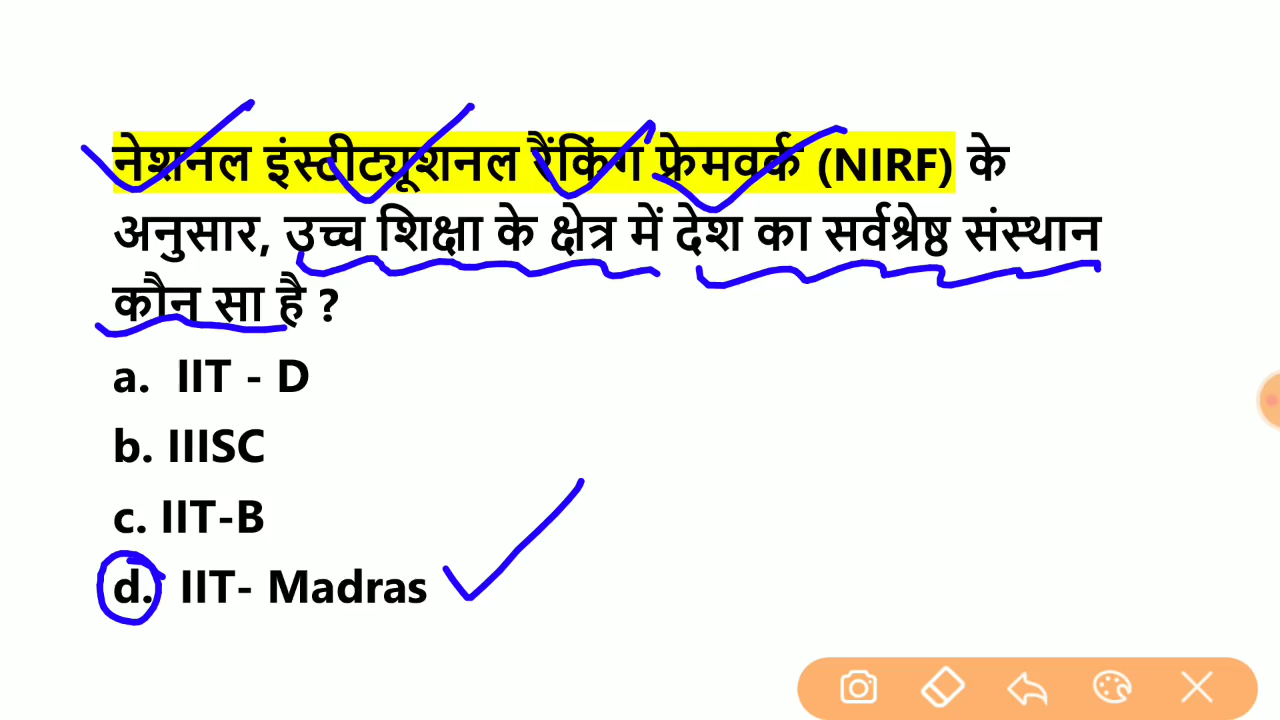 नेशनल इंस्टीट्यूशनल रैंकिंग फ्रेमवर्क (NIRF) के
अनुसार, उच्च शिक्षा के क्षेत्र में देश का सर्वश्रेष्ठ संस्थान
कौन सा है ?
a. IIT - D
b. IIISC
c. IIT-B
d. IIT- Madras